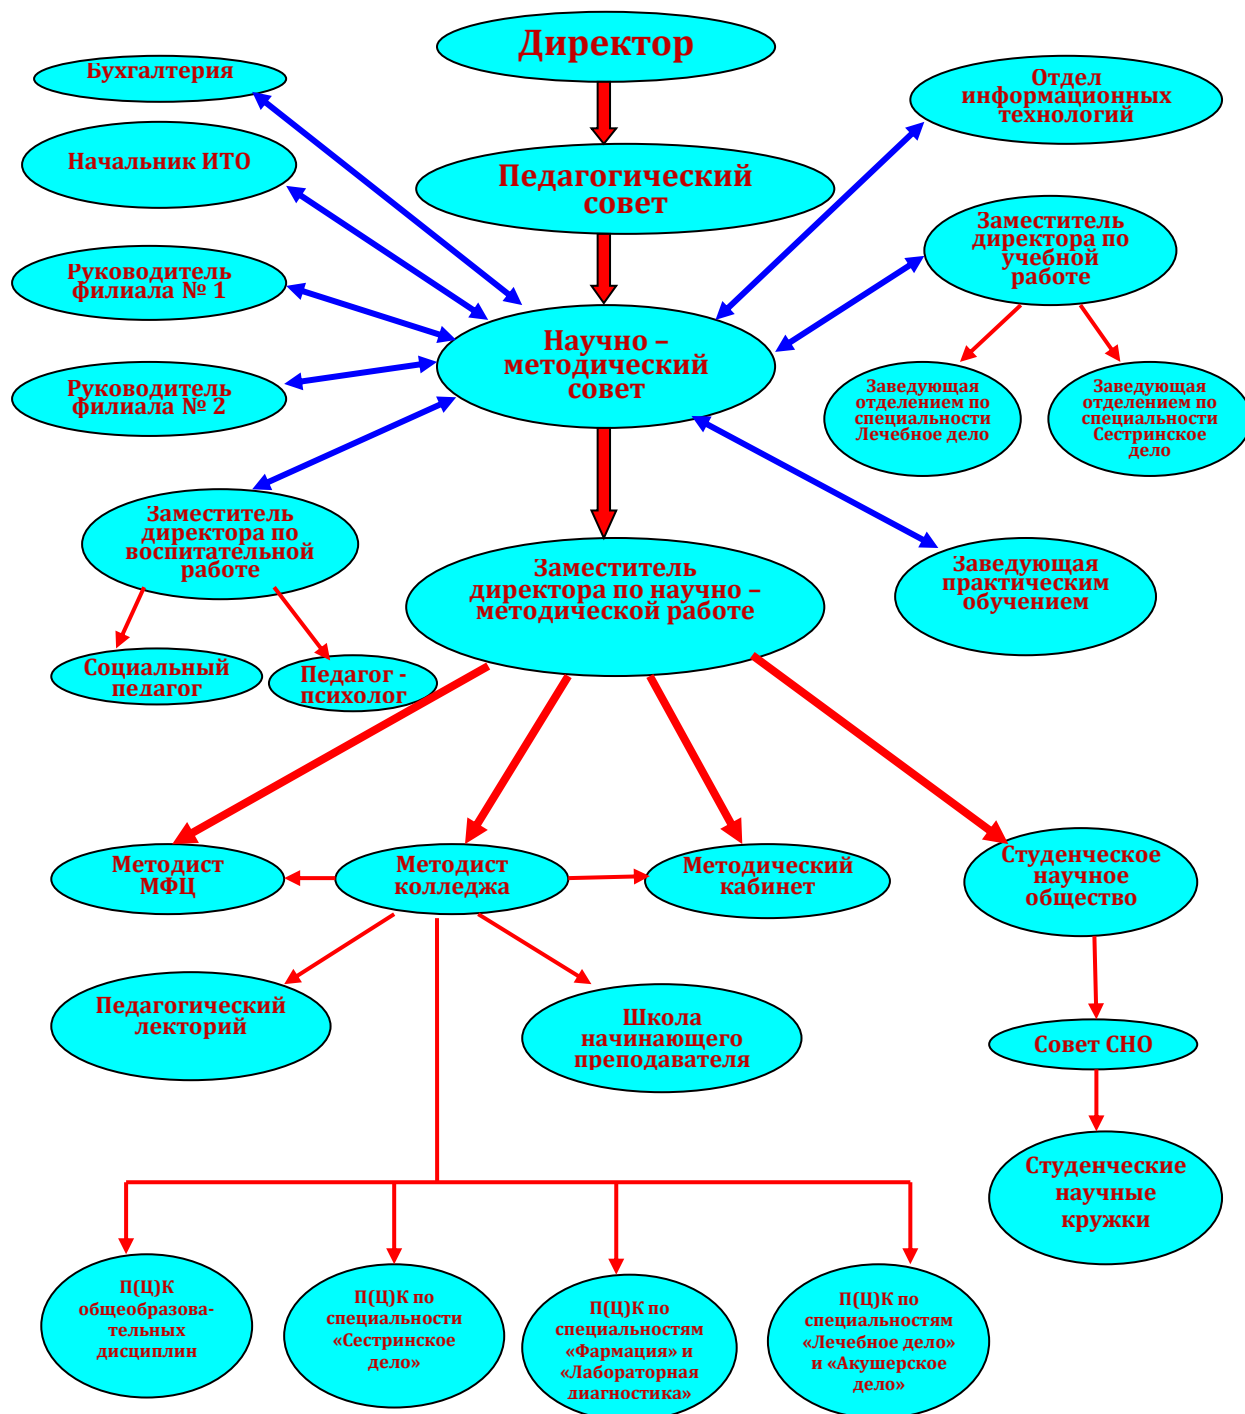 Директор
Бухгалтерия
Отдел
информационных
технологий
Начальник ИТО
Педагогический
совет
Заместитель
директора по
учебной
работе
Руководитель
филиала № 1
Научно –
методический
совет
Руководитель
филиала № 2
Заведующая
отделением по
специальности
Лечебное дело
Заведующая
отделением по
специальности
Сестринское
дело
Заместитель
директора по
воспитательной
работе
Заместитель
директора по научно –
методической работе
Заведующая
практическим
обучением
Социальный
педагог
Педагог -
психолог
Методист
МФЦ
Методист
колледжа
Методический
кабинет
Студенческое
научное
общество
Педагогический
лекторий
Школа
начинающего
преподавателя
Совет СНО
Студенческие
научные
кружки
П(Ц)К
общеобразова-
тельных
дисциплин
П(Ц)К по
специальности
«Сестринское
дело»
П(Ц)К по
специальностям
«Фармация» и
«Лабораторная
диагностика»
П(Ц)К по
специальностям
«Лечебное дело»
и «Акушерское
дело»